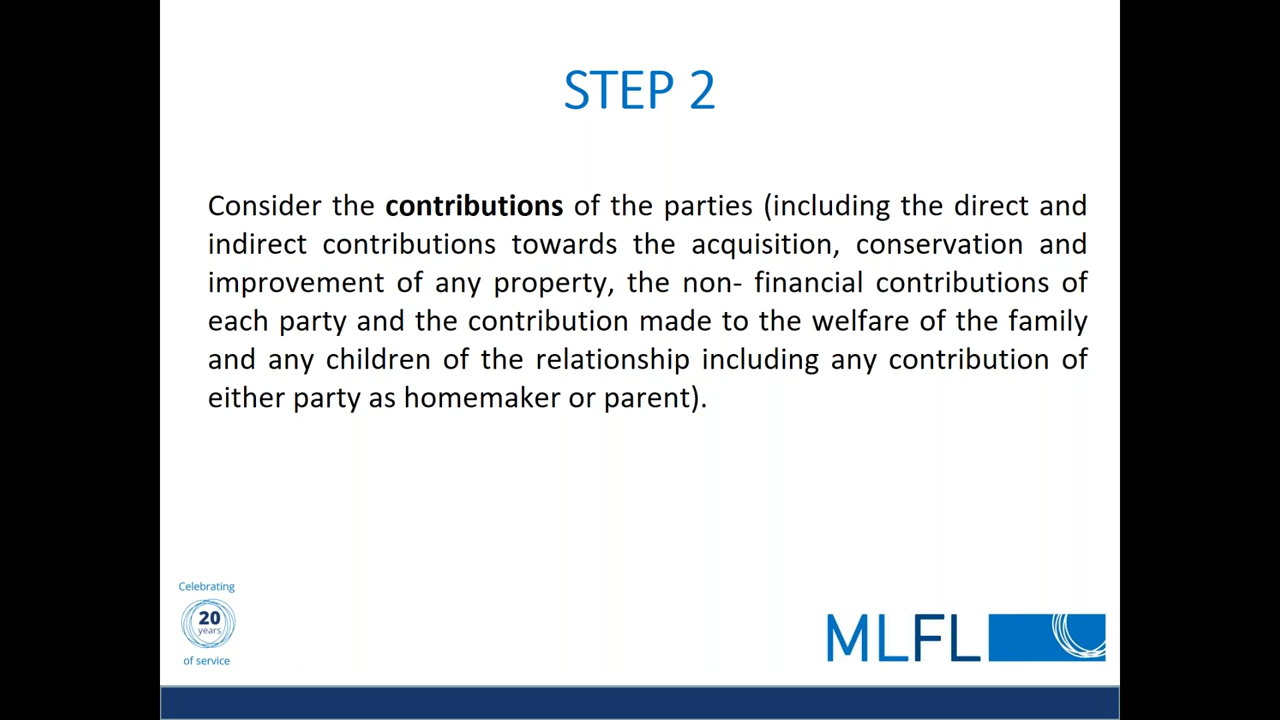 STEP 2
Consider the contributions of the parties (including the direct and
indirect contributions towards the acquisition, conservation and
improvement of any property, the non- financial contributions of
each party and the contribution made to the welfare of the family
and any children of the relationship including any contribution of
either party as homemaker or parent).
Celebrating
20
years
of service
MLFL